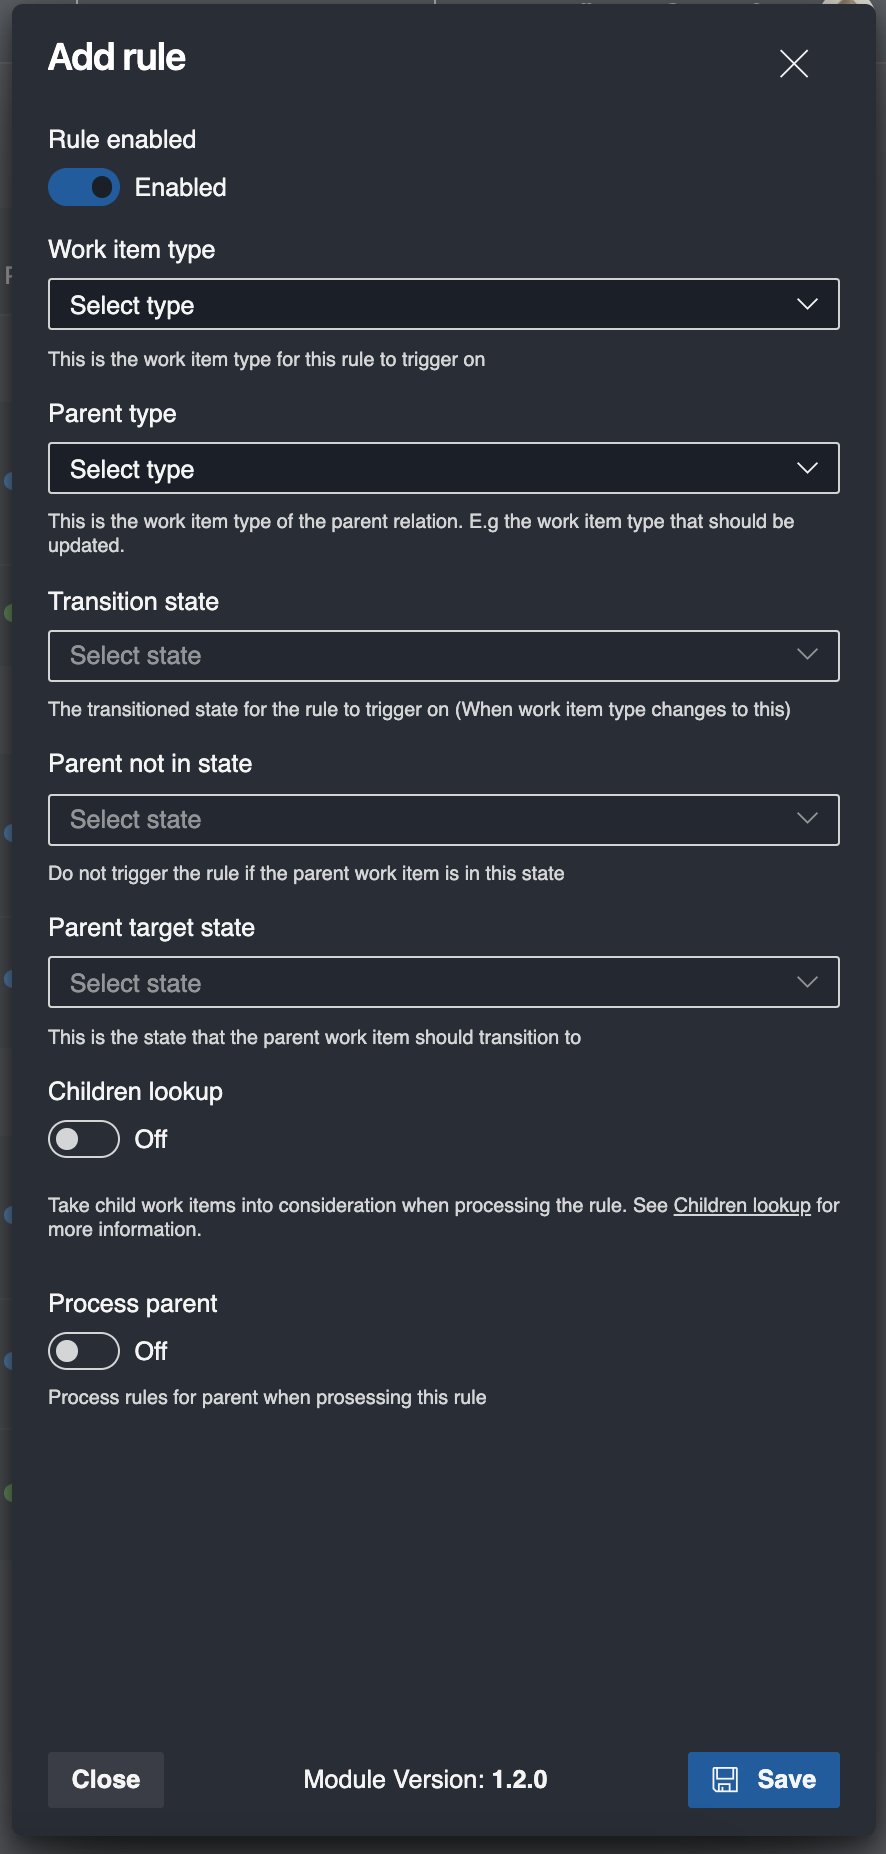 Add rule
Rule enabled
Enabled
Work item type
Select type
This is the work item type for this rule to trigger on
Parent type
Select type
This is the work item type of the parent relation. E.g the work item type that should be
updated.
Transition state
Select state
The transitioned state for the rule to trigger on (When work item type changes to this)
Parent not in state
Select state
Do not trigger the rule if the parent work item is in this state
Parent target state
Select state
This is the state that the parent work item should transition to
Children lookup
Off
Take child work items into consideration when processing the rule. See Children lookup for
more information.
Process parent
Off
Process rules for parent when prosessing this rule
Close
Module Version: 1.2.0
Save